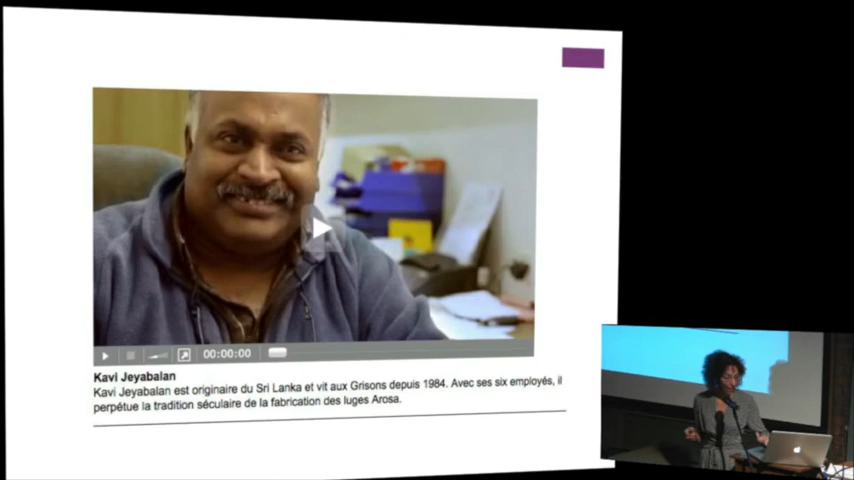 00:00:00
Kavi Jeyabalan
Kavi Jeyabalan est originaire du Sri Lanka et vit aux Grisons depuis 1984. Avec ses six employés, il
perpétue la tradition séculaire de la fabrication des luges Arosa.